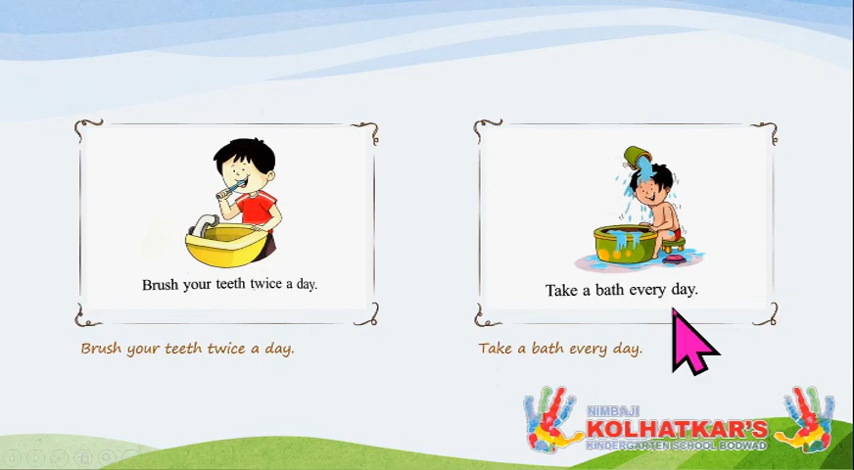 Brush your teeth twice a day.
Take a bath every day.
Brush your teeth twice a day.
Take a bath every day.
NIMBAJI
KOLHATKAR'S
KINDERGARTEN SCHOOL BODWAD